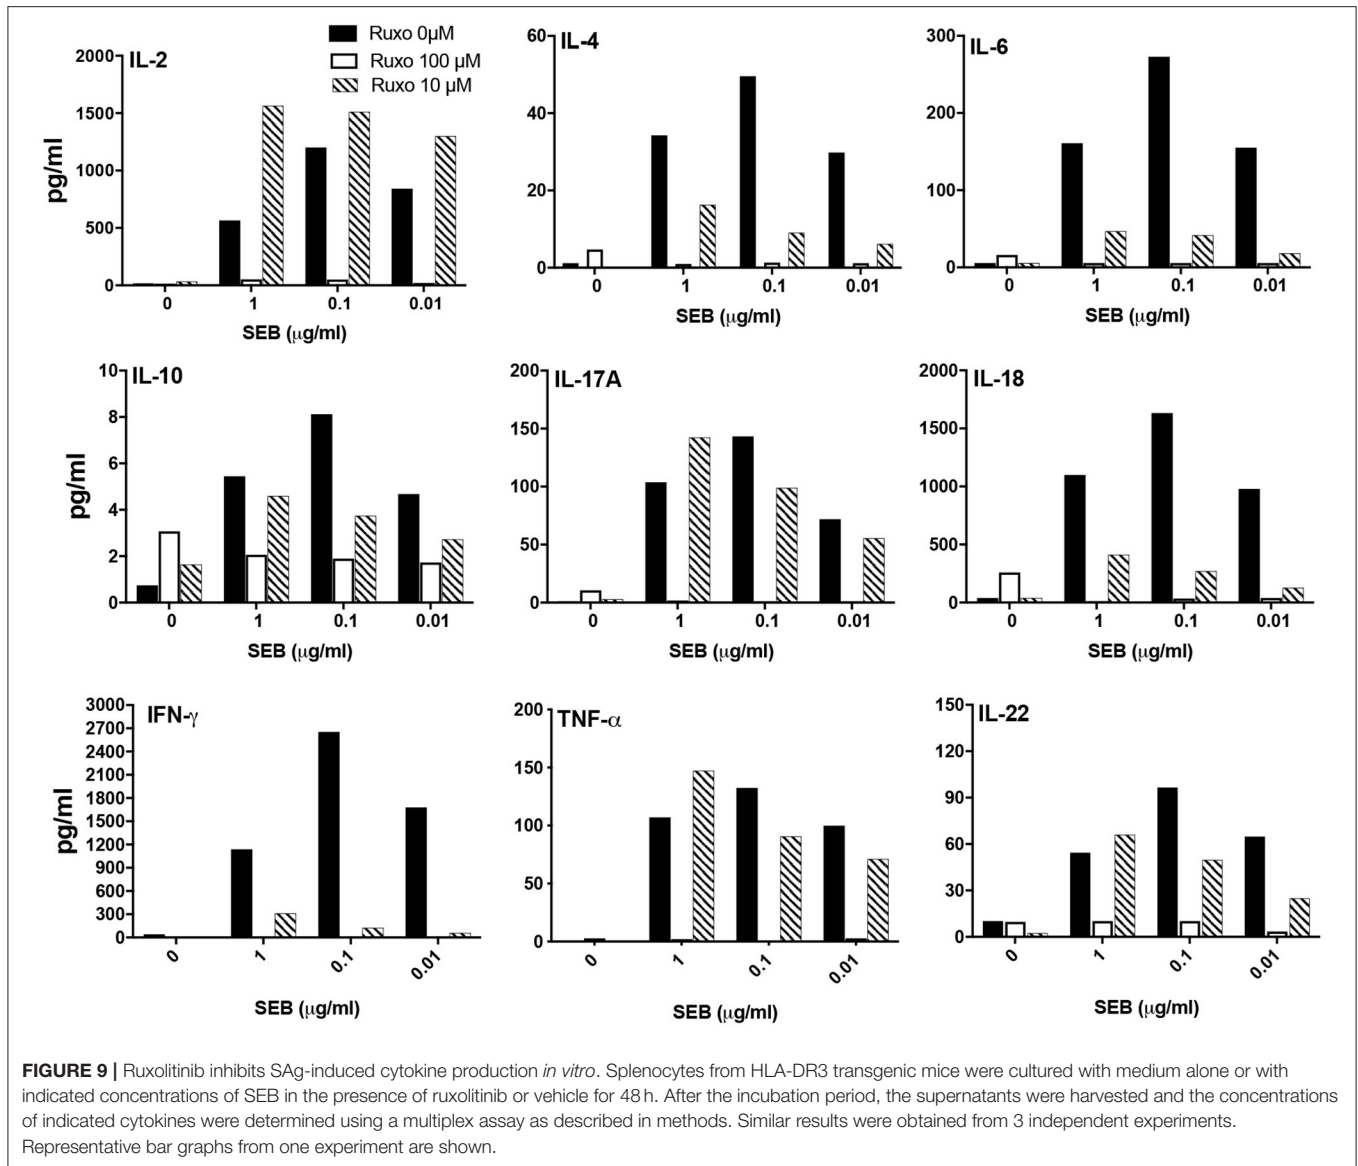 Ruxo 0µM
Ruxo 100 µM
Ruxo 10 µM
IL-2
2000
1500
1000
500
0
pg/ml
0 1 0.1 0.01
SEB (µg/ml)
IL-4
60
40
20
0
0 1 0.1 0.01
SEB (µg/ml)
IL-6
300
200
100
0
0 1 0.1 0.01
SEB (µg/ml)
IL-10
10
8
6
4
2
0
pg/ml
0 1 0.1 0.01
SEB (µg/ml)
IL-17A
200
150
100
50
0
0 1 0.1 0.01
SEB (µg/ml)
IL-18
2000
1500
1000
500
0
0 1 0.1 0.01
SEB (µg/ml)
IFN-γ
3000
2700
2400
2100
1800
1500
1200
900
600
300
0
pg/ml
0 1 0.1 0.01
SEB (µg/ml)
TNF-α
200
150
100
50
0
0 1 0.1 0.01
SEB (µg/ml)
IL-22
150
120
90
60
30
0
0 1 0.1 0.01
SEB (µg/ml)
FIGURE 9 | Ruxolitinib inhibits SAg-induced cytokine production in vitro. Splenocytes from HLA-DR3 transgenic mice were cultured with medium alone or with
indicated concentrations of SEB in the presence of ruxolitinib or vehicle for 48 h. After the incubation period, the supernatants were harvested and the concentrations
of indicated cytokines were determined using a multiplex assay as described in methods. Similar results were obtained from 3 independent experiments.
Representative bar graphs from one experiment are shown.